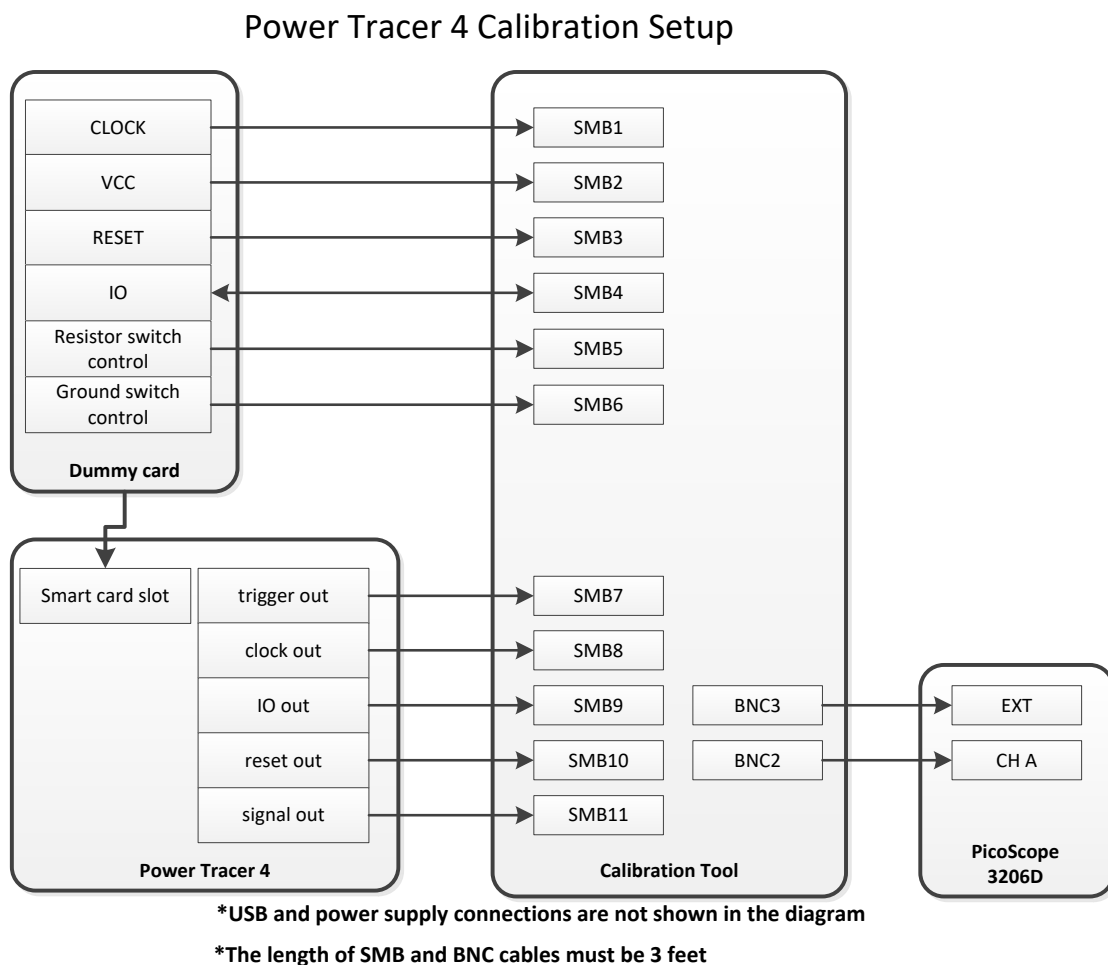 Power Tracer 4 Calibration Setup
CLOCK
VCC
RESET
IO
Resistor switch
control
Ground switch
control
Dummy card
SMB1
SMB2
SMB3
SMB4
SMB5
SMB6
Smart card slot
trigger out
clock out
IO out
reset out
signal out
Power Tracer 4
SMB7
SMB8
SMB9
SMB10
SMB11
BNC3
BNC2
Calibration Tool
EXT
CH A
PicoScope
3206D
*USB and power supply connections are not shown in the diagram
*The length of SMB and BNC cables must be 3 feet